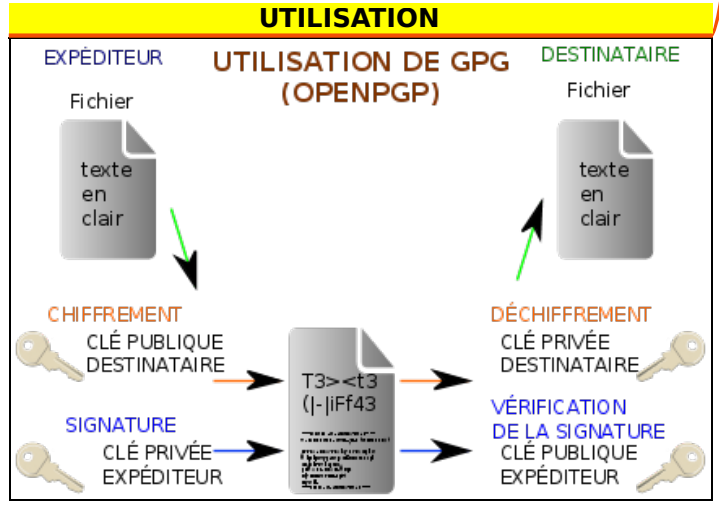 UTILISATION
EXPÉDITEUR
UTILISATION DE GPG
(OPENPGP)
DESTINATAIRE
Fichier
texte
en
clair
Fichier
texte
en
clair
CHIFFREMENT
CLÉ PUBLIQUE
DESTINATAIRE
SIGNATURE
CLÉ PRIVÉE
EXPÉDITEUR
T3><t3
(|-|iFf43
DÉCHIFFREMENT
CLÉ PRIVÉE
DESTINATAIRE
VÉRIFICATION
DE LA SIGNATURE
CLÉ PUBLIQUE
EXPÉDITEUR